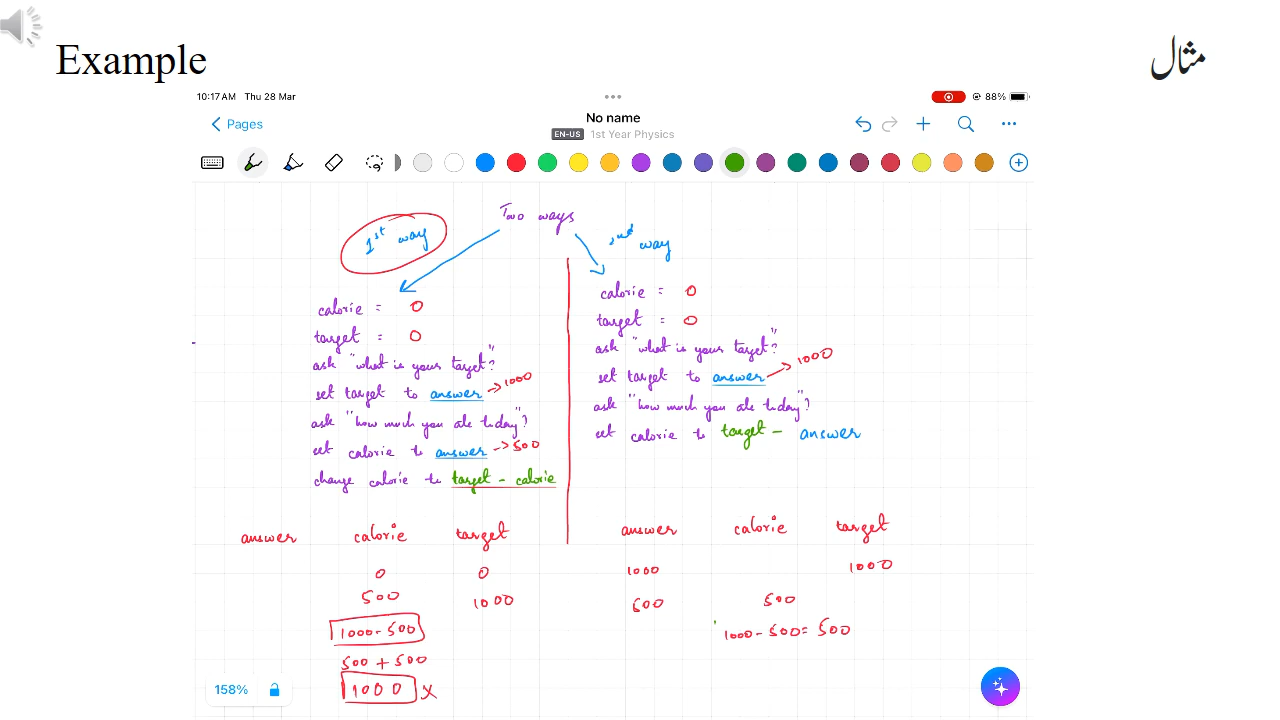 Example
مثال
10:17 AM Thu 28 Mar
88%
Pages
No name
EN-US 1st Year Physics
Two ways
1st way
way
calorie = 0
target = 0
ask "what is your target"?
set target to answer → 1000
ask "how much you ate today"?
set calorie to answer → 500
change calorie to target - calorie
calorie = 0
target = 0
ask "what is your target"?
set target to answer → 1000
ask "how much you ate today"?
set calorie to target - answer
answer calorie target
0 0
500 1000
1000 - 500
500 + 500
1000 x
answer calorie target
1000 1000
500 500
1000 - 500 = 500
158%